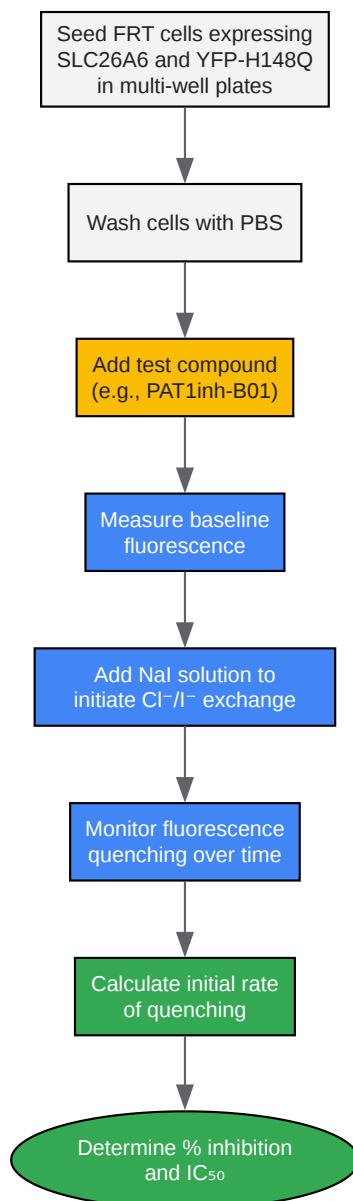 Seed FRT cells expressing
SLC26A6 and YFP-H148Q
in multi-well plates
Wash cells with PBS
Add test compound
(e.g., PAT1inh-B01)
Measure baseline
fluorescence
Add NaI solution to
initiate Cl⁻/I⁻ exchange
Monitor fluorescence
quenching over time
Calculate initial rate
of quenching
Determine % inhibition
and IC₅₀